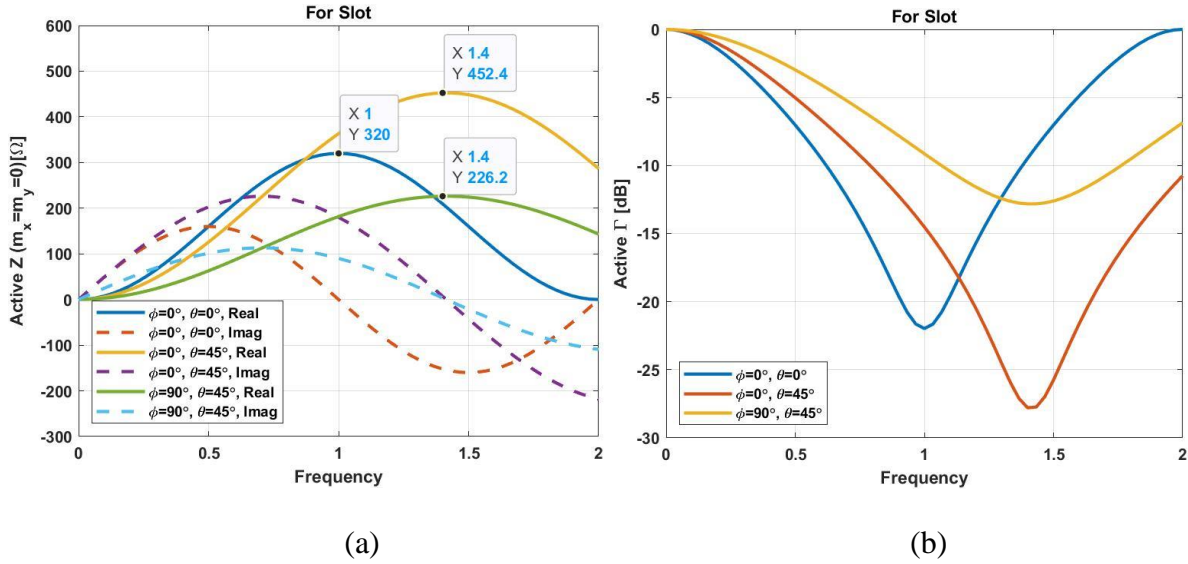 For Slot
600
500
400
300
200
100
0
-100
-200
-300
Active Z (m_x=m_y=0)[Ω]
X 1.4
Y 452.4
X 1
Y 320
X 1.4
Y 226.2
ϕ=0°, θ=0°, Real
ϕ=0°, θ=0°, Imag
ϕ=0°, θ=45°, Real
ϕ=0°, θ=45°, Imag
ϕ=90°, θ=45°, Real
ϕ=90°, θ=45°, Imag
0 0.5 1 1.5 2
Frequency
(a)
For Slot
0
-5
-10
-15
-20
-25
-30
Active Γ [dB]
ϕ=0°, θ=0°
ϕ=0°, θ=45°
ϕ=90°, θ=45°
0 0.5 1 1.5 2
Frequency
(b)